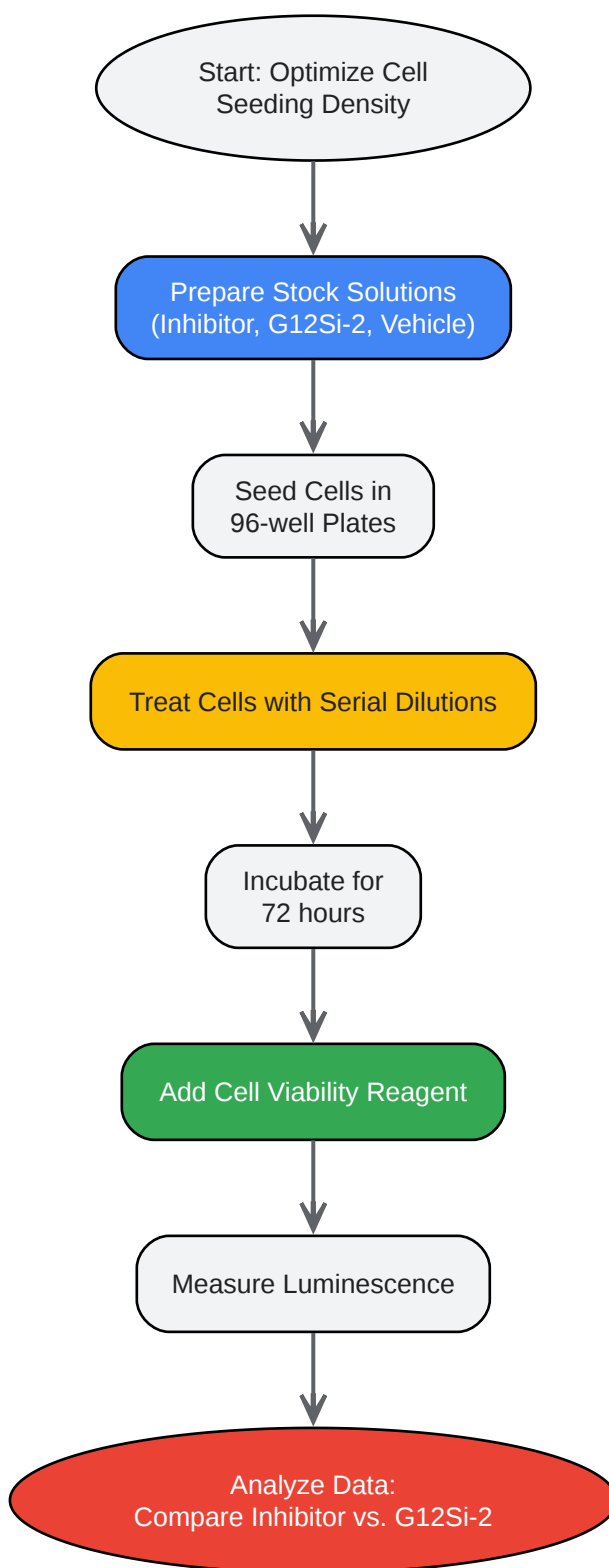 Start: Optimize Cell
Seeding Density
Prepare Stock Solutions
(Inhibitor, G12Si-2, Vehicle)
Seed Cells in
96-well Plates
Treat Cells with Serial Dilutions
Incubate for
72 hours
Add Cell Viability Reagent
Measure Luminescence
Analyze Data:
Compare Inhibitor vs. G12Si-2